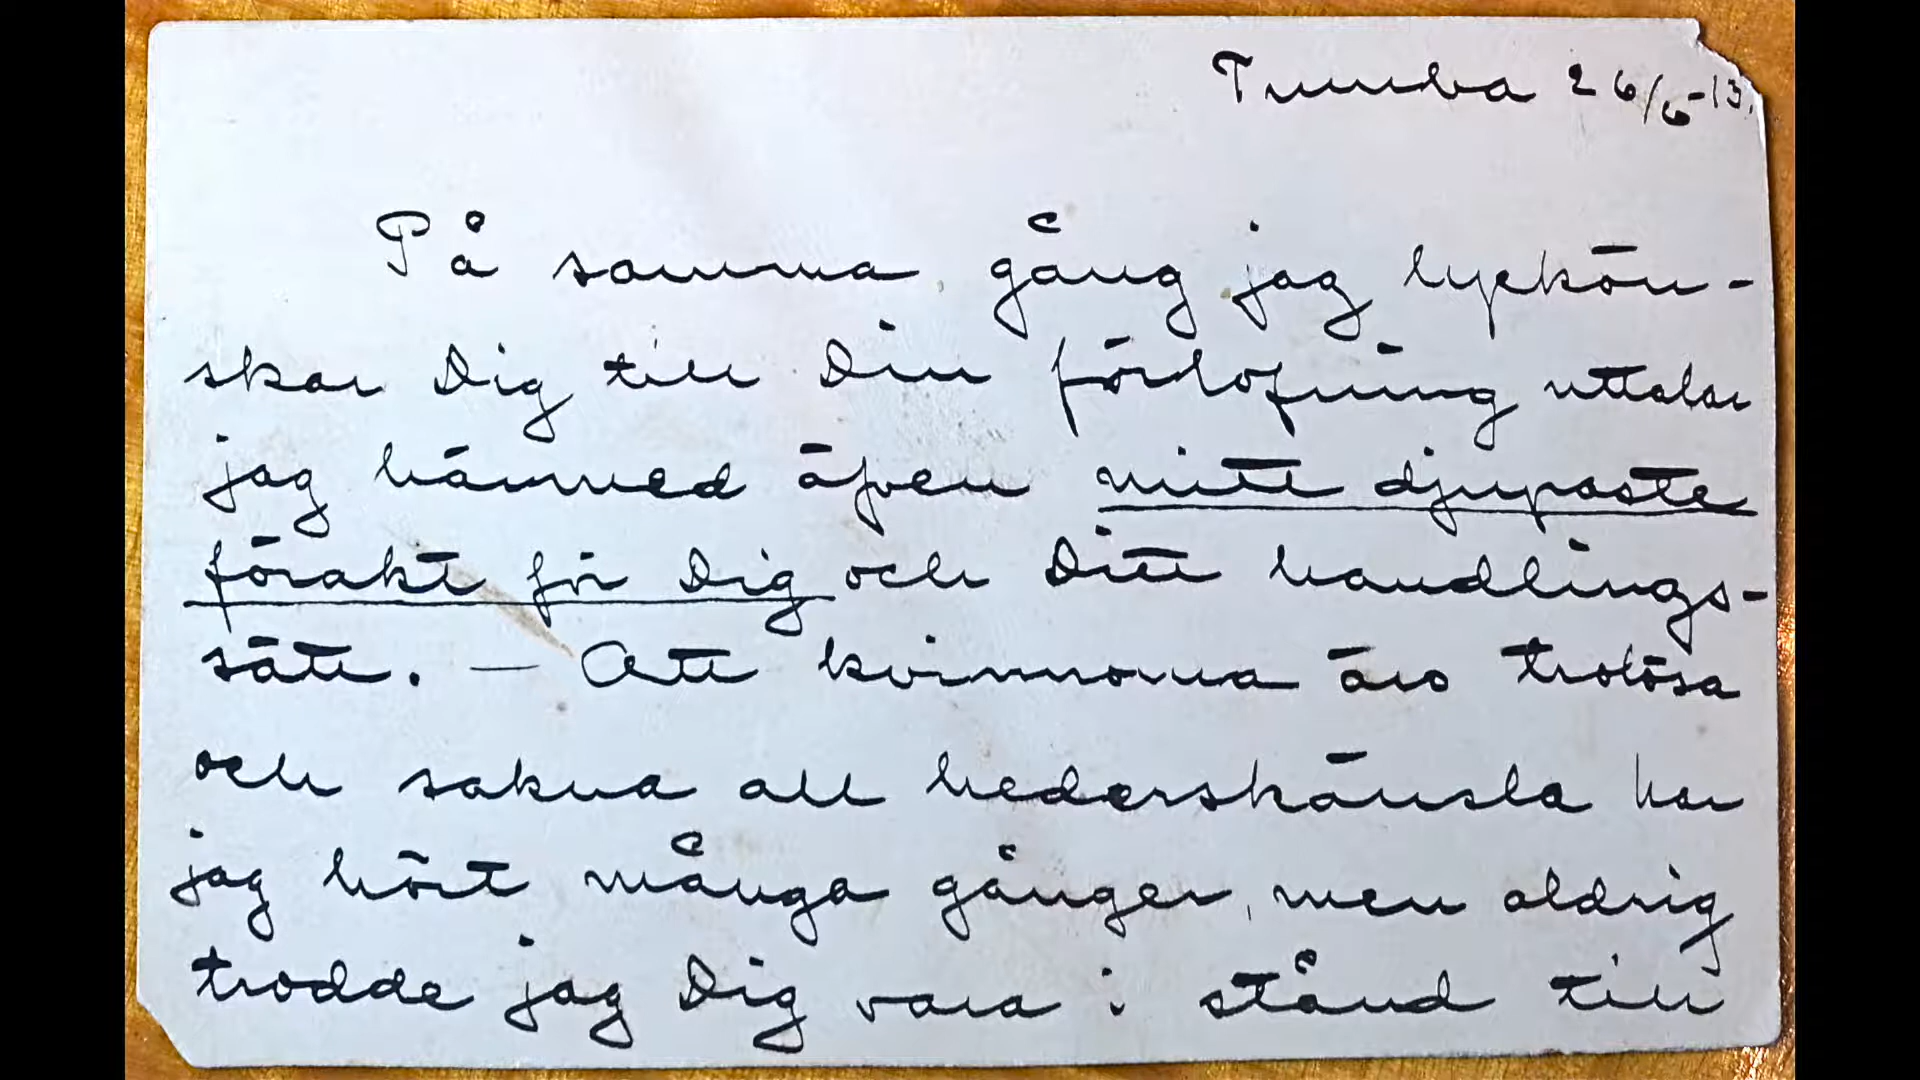 Tumba 26/6-13.
På samma gång jag lyckön-
skar Dig till Din förlofning uttalar
jag härmed äfven mitt djupaste
förakt för Dig och Ditt handlings-
sätt. — Att kvinnorna äro trolösa
och sakna all hederskänsla har
jag hört många gånger, men aldrig
trodde jag Dig vara i stånd till